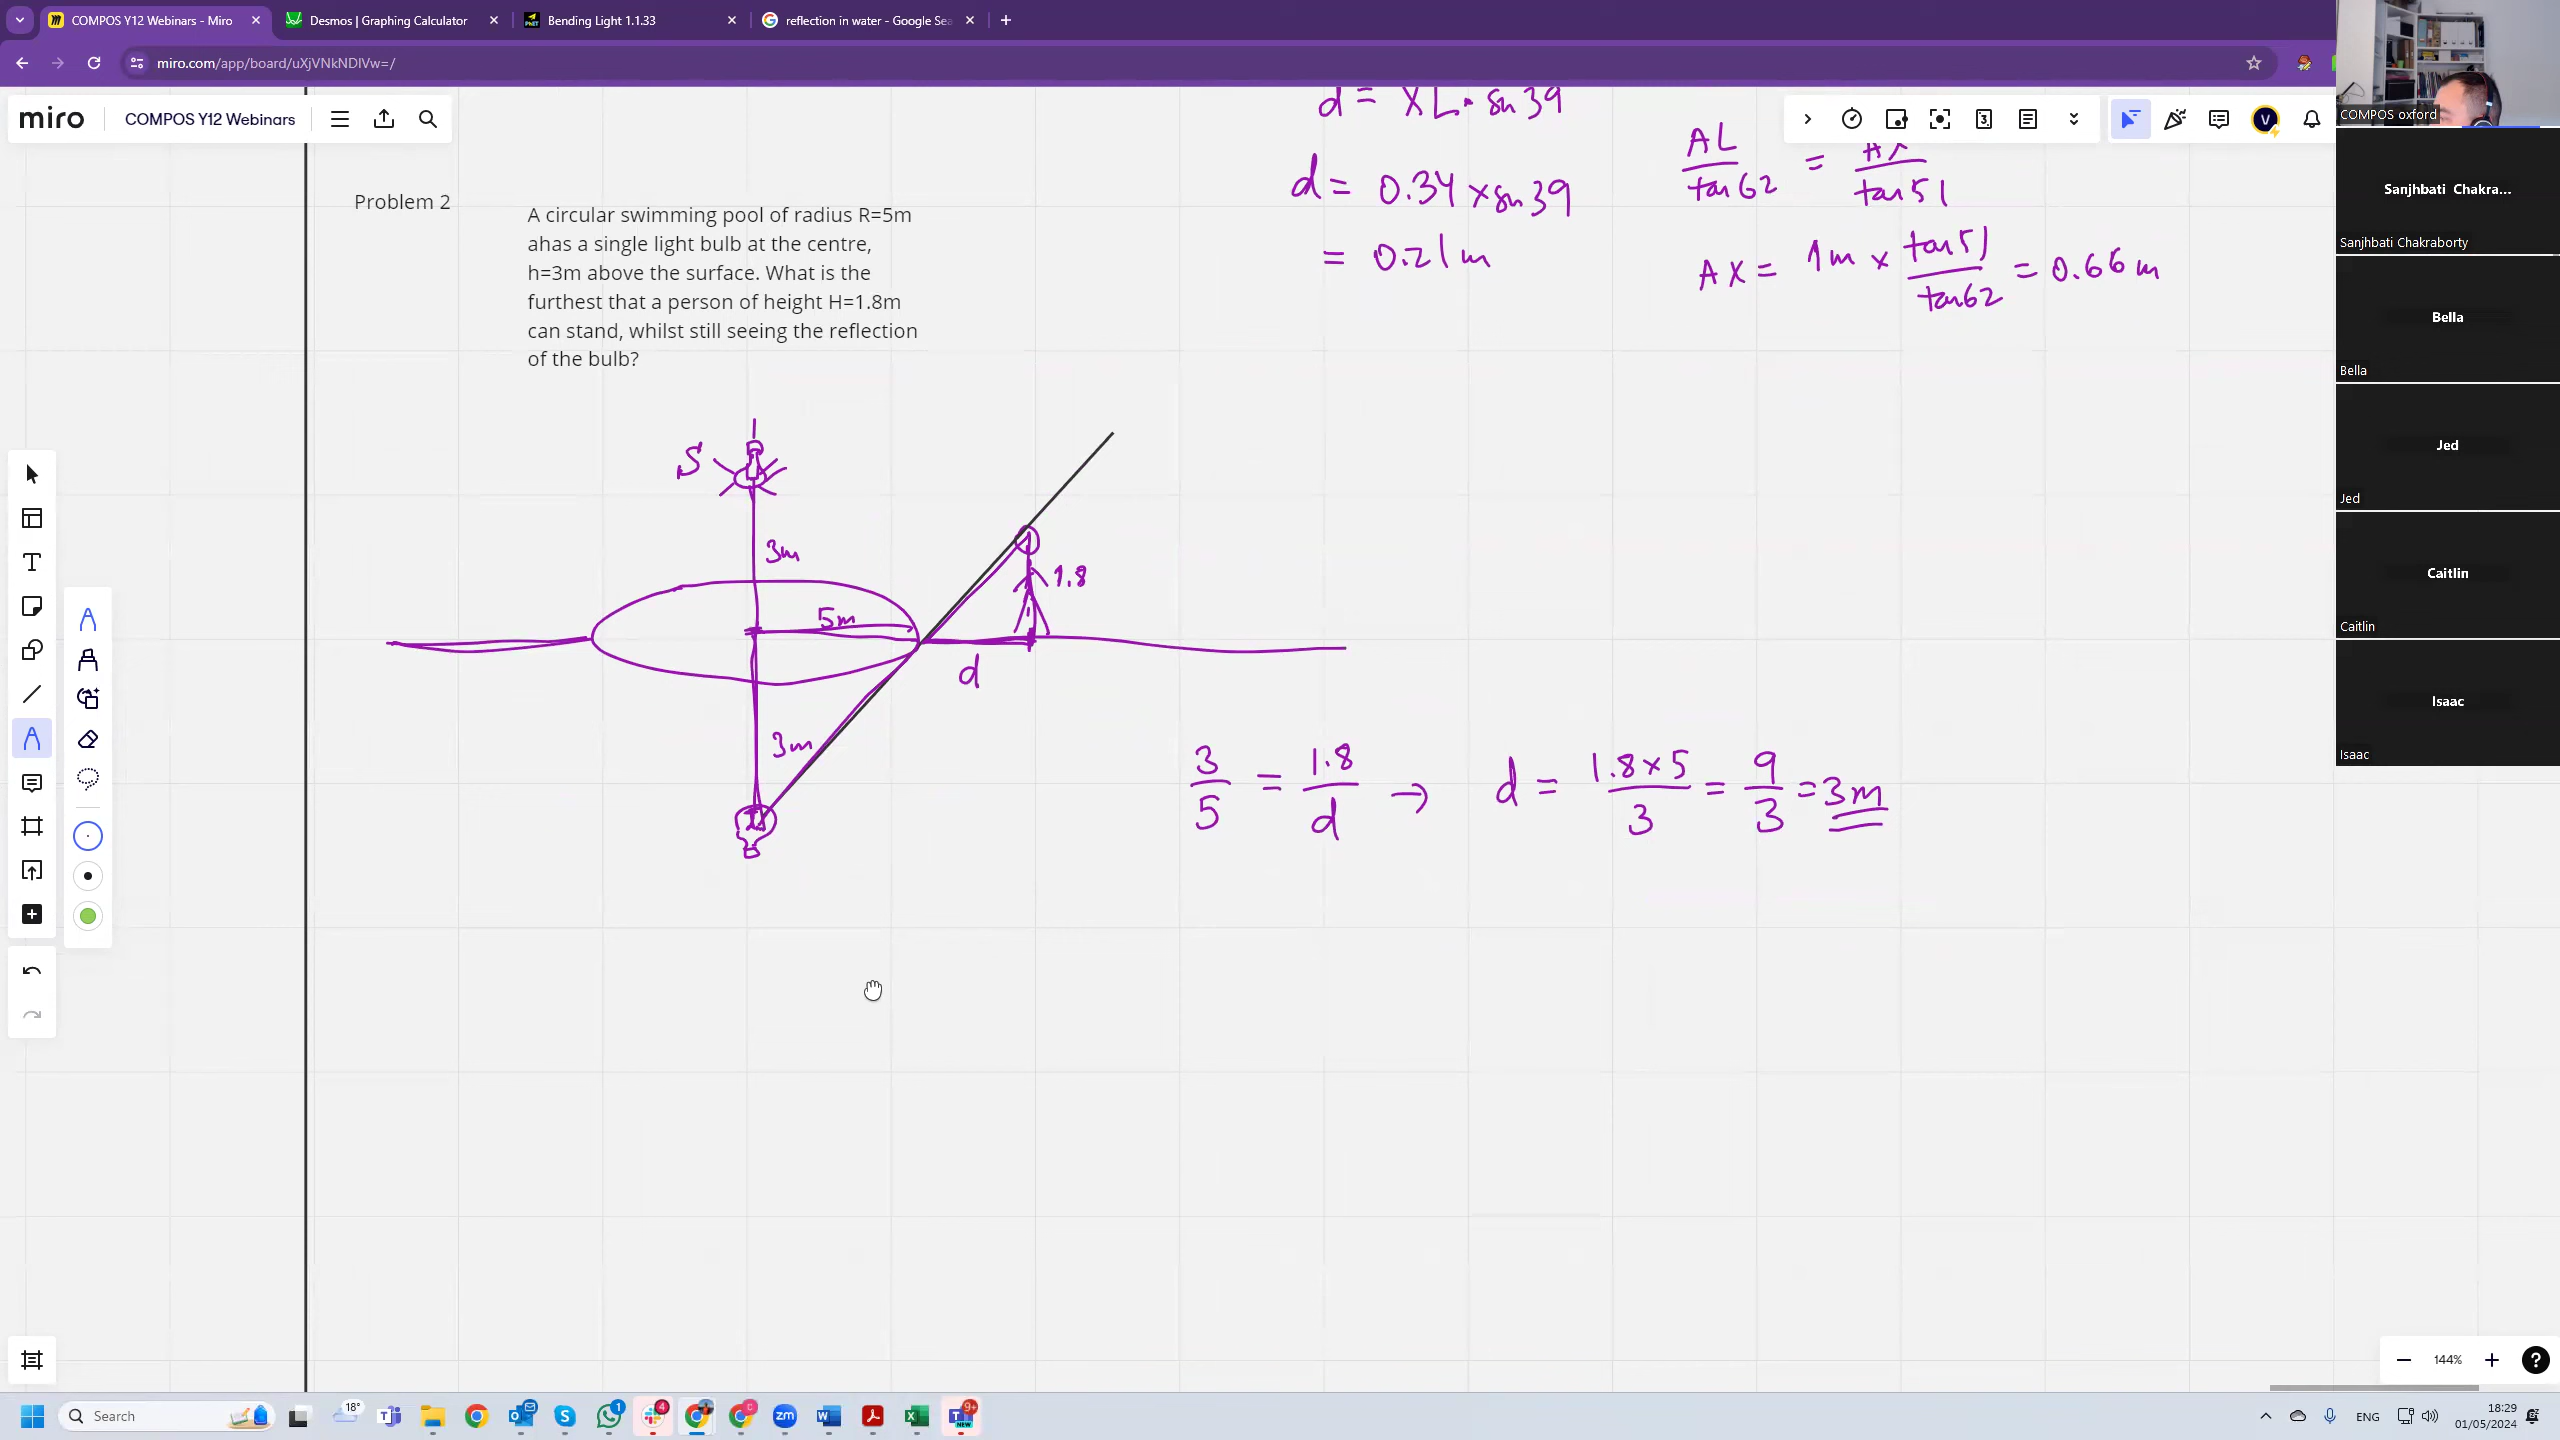 COMPOS Y12 Webinars - Miro
Desmos | Graphing Calculator
Bending Light 1.1.33
reflection in water - Google Sea
miro.com/app/board/uXjVNkNDIVw=/
miro
COMPOS Y12 Webinars
V
COMPOS oxford
Sanjhbati Chakra...
Sanjhbati Chakraborty
Bella
Bella
Jed
Jed
Caitlin
Caitlin
Isaac
Isaac
d = XL · sin 39
d = 0.34 × sin 39
= 0.21 m
AL/tan 62 = AX/tan 51
AX = 1m × tan 51/tan 62 = 0.66 m
Problem 2
A circular swimming pool of radius R=5m
ahas a single light bulb at the centre,
h=3m above the surface. What is the
furthest that a person of height H=1.8m
can stand, whilst still seeing the reflection
of the bulb?
S
3m
1.8
5m
d
3m
3/5 = 1.8/d → d = 1.8×5/3 = 9/3 = 3m
144%
Search
18°
1
4
9+
ENG
18:29
01/05/2024